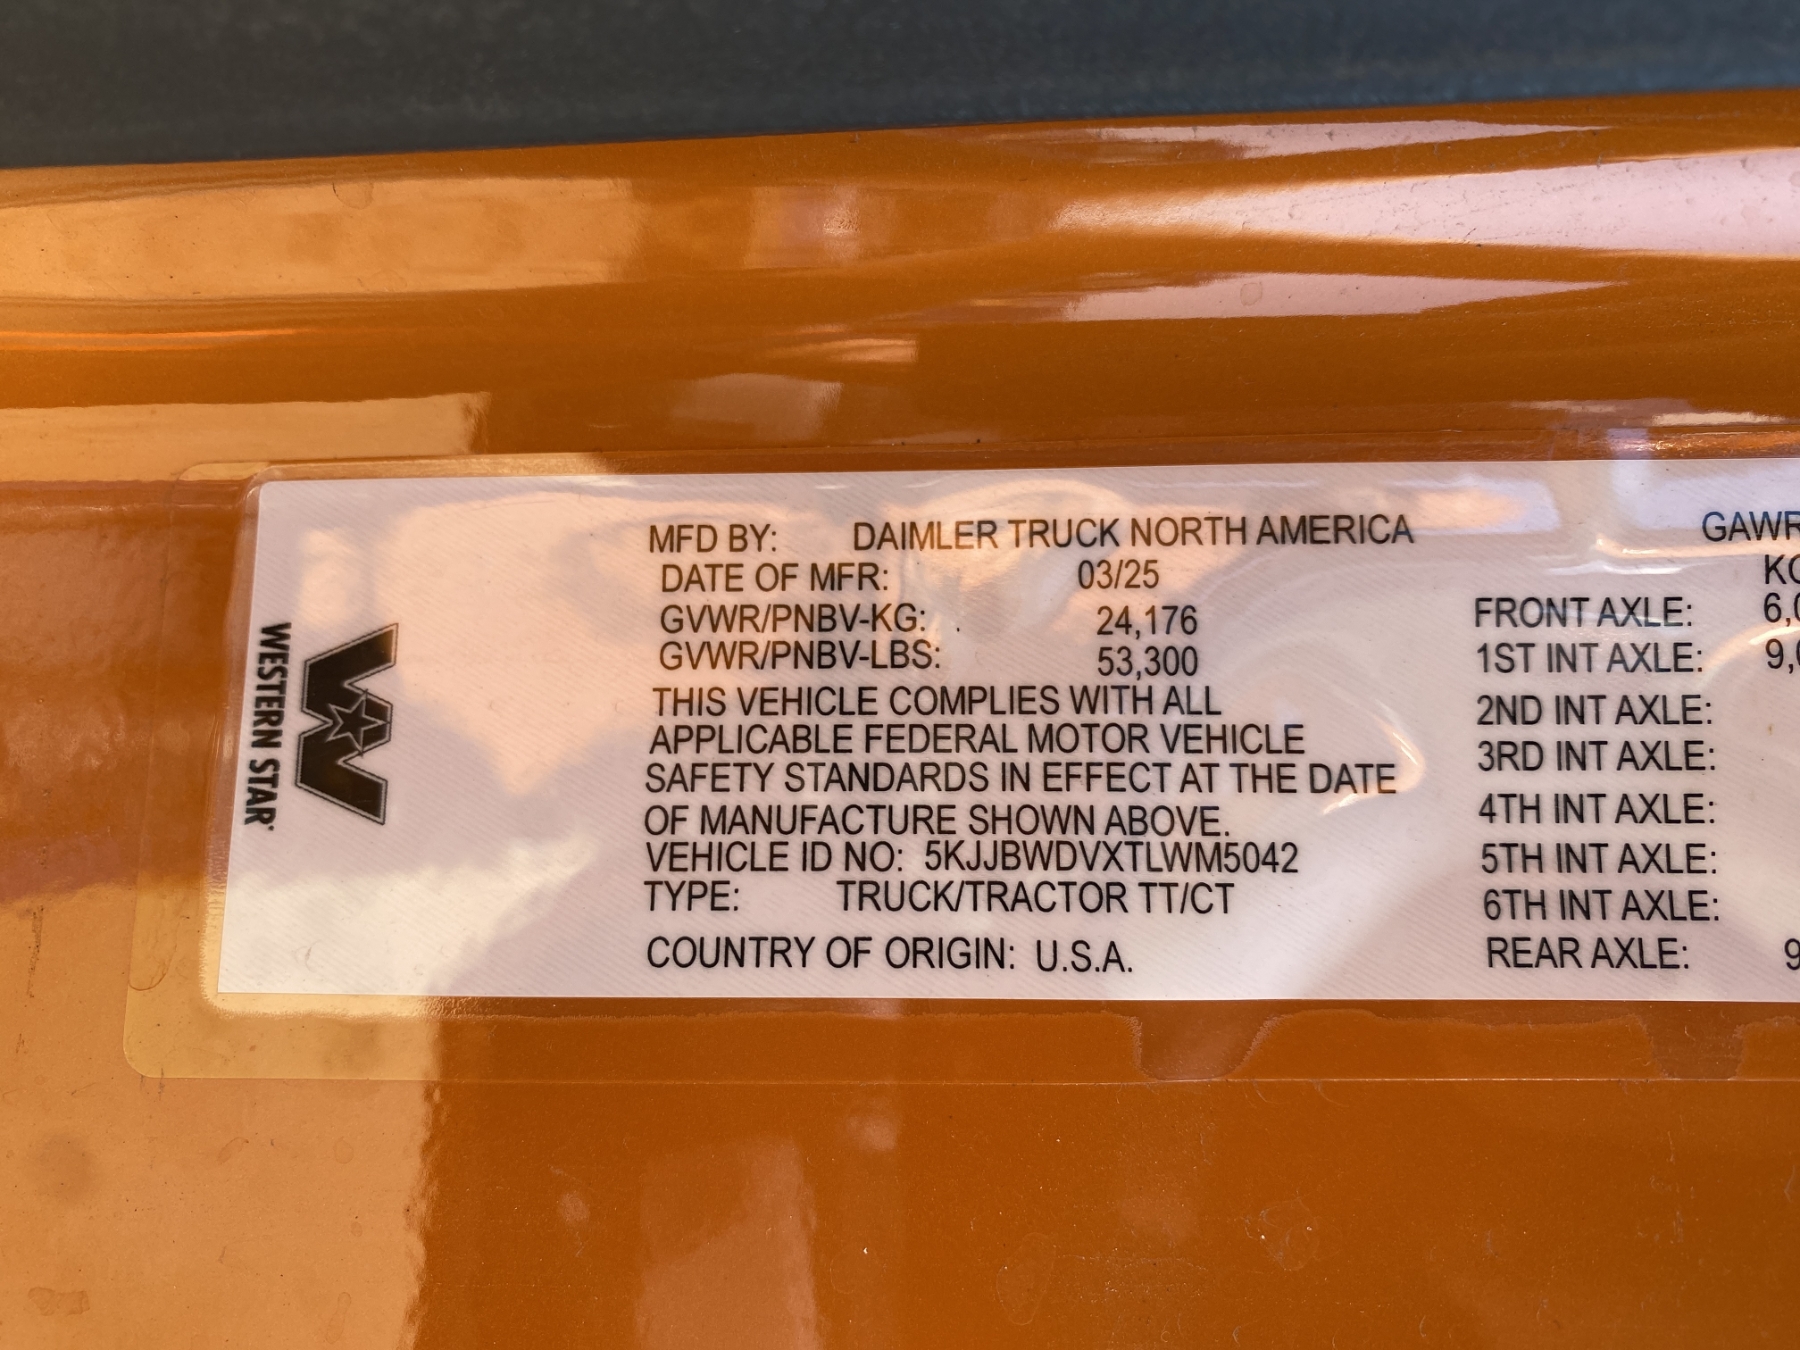 WESTERN STAR
MFD BY: DAIMLER TRUCK NORTH AMERICA
DATE OF MFR: 03/25
GVWR/PNBV-KG: 24,176
GVWR/PNBV-LBS: 53,300
THIS VEHICLE COMPLIES WITH ALL
APPLICABLE FEDERAL MOTOR VEHICLE
SAFETY STANDARDS IN EFFECT AT THE DATE
OF MANUFACTURE SHOWN ABOVE.
VEHICLE ID NO: 5KJJBWDVXTLWM5042
TYPE: TRUCK/TRACTOR TT/CT
COUNTRY OF ORIGIN: U.S.A.
GAWR
FRONT AXLE:
1ST INT AXLE:
2ND INT AXLE:
3RD INT AXLE:
4TH INT AXLE:
5TH INT AXLE:
6TH INT AXLE:
REAR AXLE: